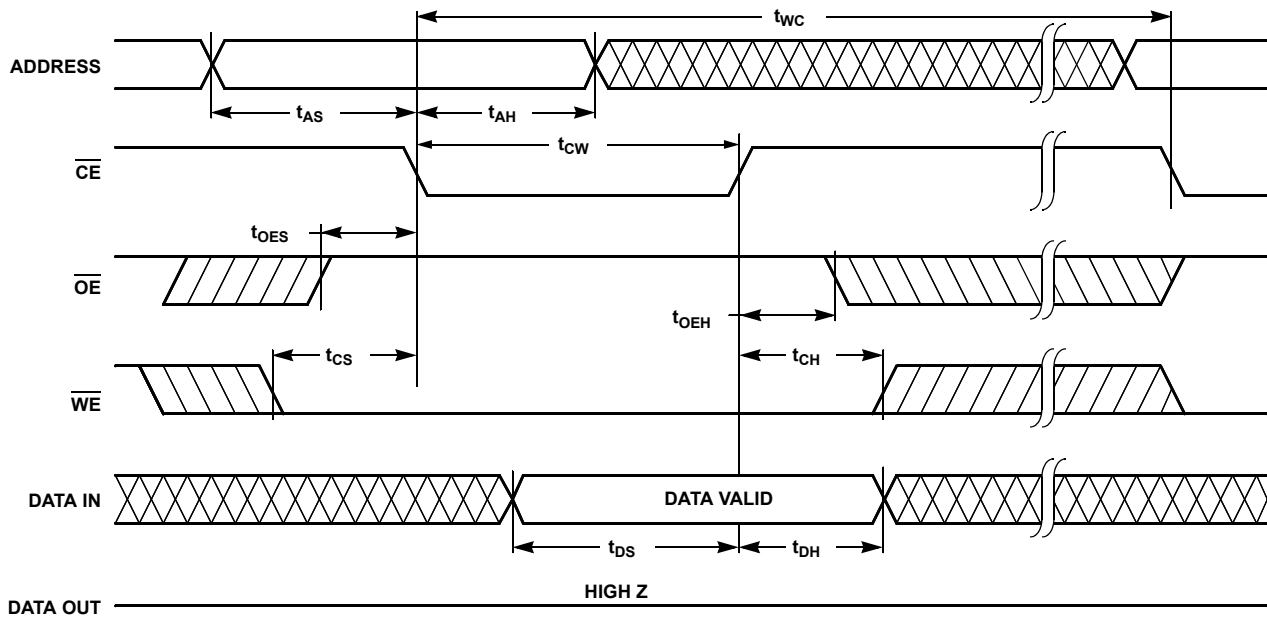 tWC
ADDRESS
tAS
tAH
tCW
CE
tOES
OE
tOEH
tCS
tCH
WE
DATA IN
DATA VALID
tDS
tDH
HIGH Z
DATA OUT